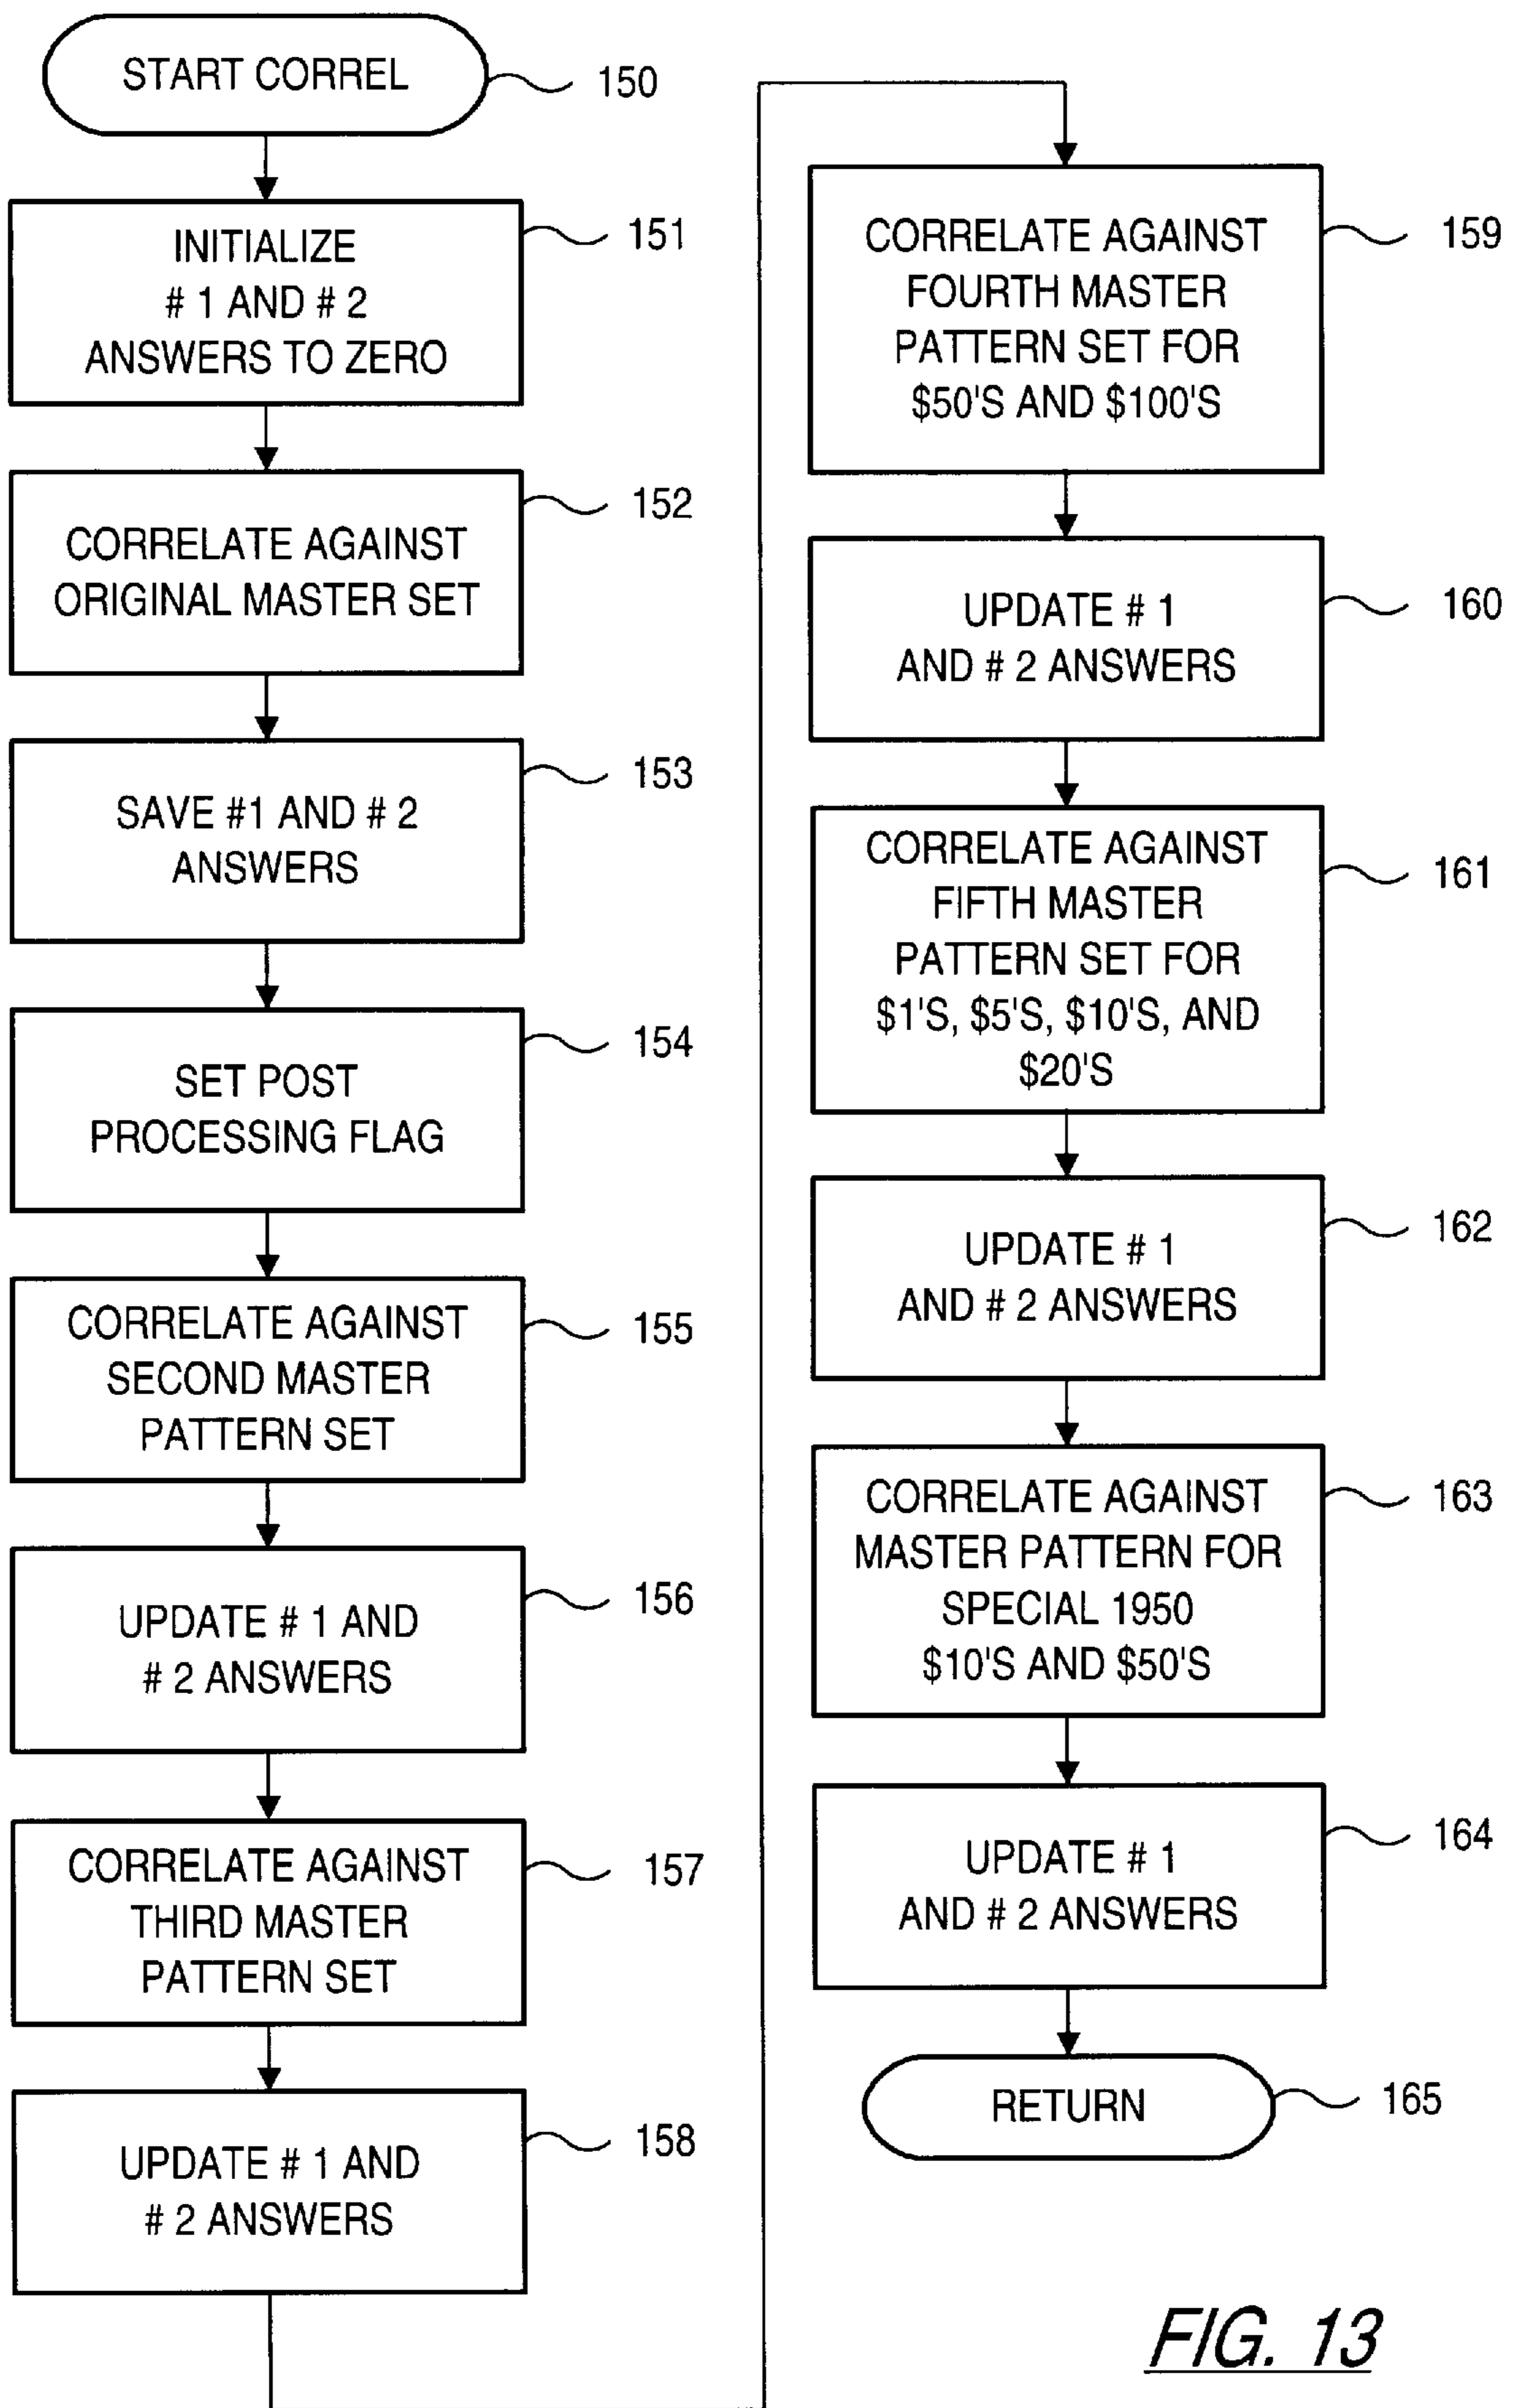 START CORREL
150
INITIALIZE
# 1 AND # 2
ANSWERS TO ZERO
151
CORRELATE AGAINST
ORIGINAL MASTER SET
152
SAVE #1 AND # 2
ANSWERS
153
SET POST
PROCESSING FLAG
154
CORRELATE AGAINST
SECOND MASTER
PATTERN SET
155
UPDATE # 1 AND
# 2 ANSWERS
156
CORRELATE AGAINST
THIRD MASTER
PATTERN SET
157
UPDATE # 1 AND
# 2 ANSWERS
158
CORRELATE AGAINST
FOURTH MASTER
PATTERN SET FOR
$50'S AND $100'S
159
UPDATE # 1
AND # 2 ANSWERS
160
CORRELATE AGAINST
FIFTH MASTER
PATTERN SET FOR
$1'S, $5'S, $10'S, AND
$20'S
161
UPDATE # 1
AND # 2 ANSWERS
162
CORRELATE AGAINST
MASTER PATTERN FOR
SPECIAL 1950
$10'S AND $50'S
163
UPDATE # 1
AND # 2 ANSWERS
164
RETURN
165
FIG. 13